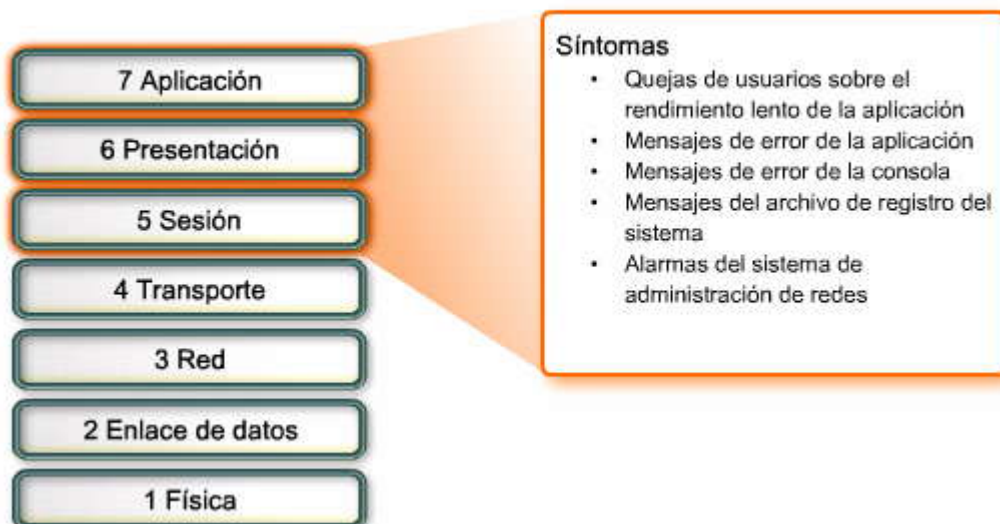 7 Aplicación
6 Presentación
5 Sesión
4 Transporte
3 Red
2 Enlace de datos
1 Física
Síntomas
• Quejas de usuarios sobre el
rendimiento lento de la aplicación
• Mensajes de error de la aplicación
• Mensajes de error de la consola
• Mensajes del archivo de registro del
sistema
• Alarmas del sistema de
administración de redes